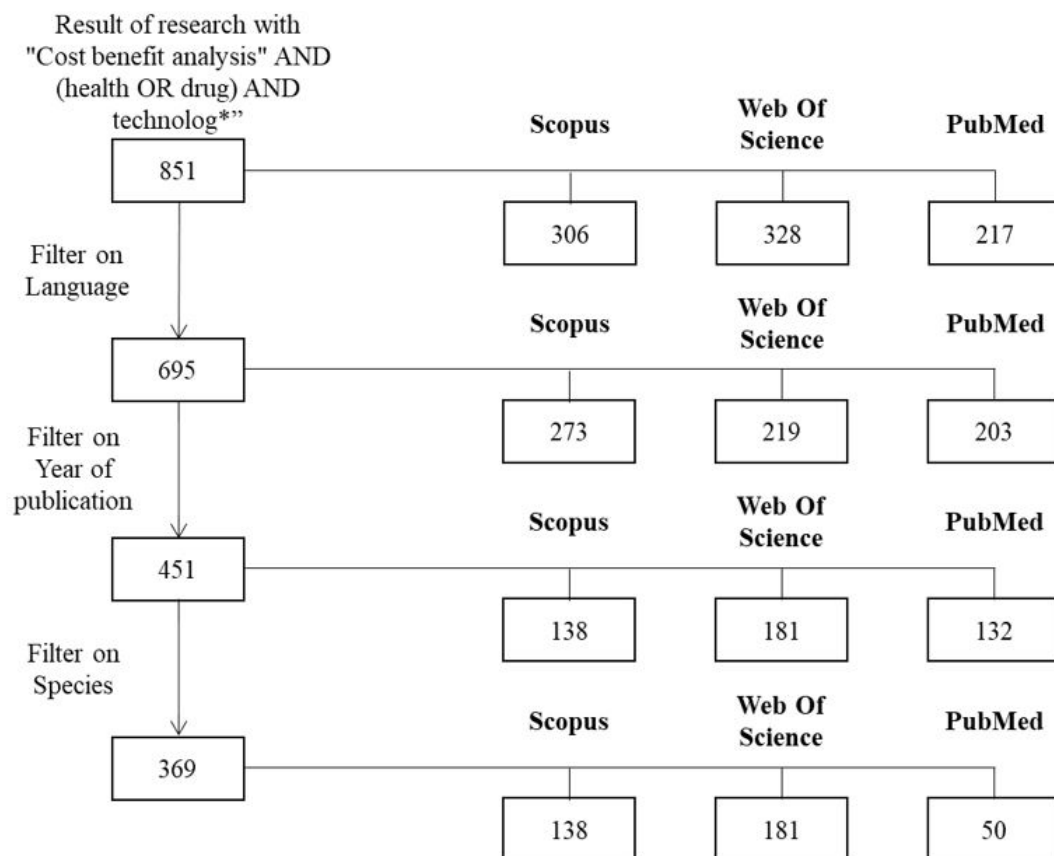 Result of research with
"Cost benefit analysis" AND
(health OR drug) AND
technolog*”
Scopus
Web Of
Science
PubMed
851
306
328
217
Filter on
Language
Scopus
Web Of
Science
PubMed
695
273
219
203
Filter on
Year of
publication
Scopus
Web Of
Science
PubMed
451
138
181
132
Filter on
Species
Scopus
Web Of
Science
PubMed
369
138
181
50